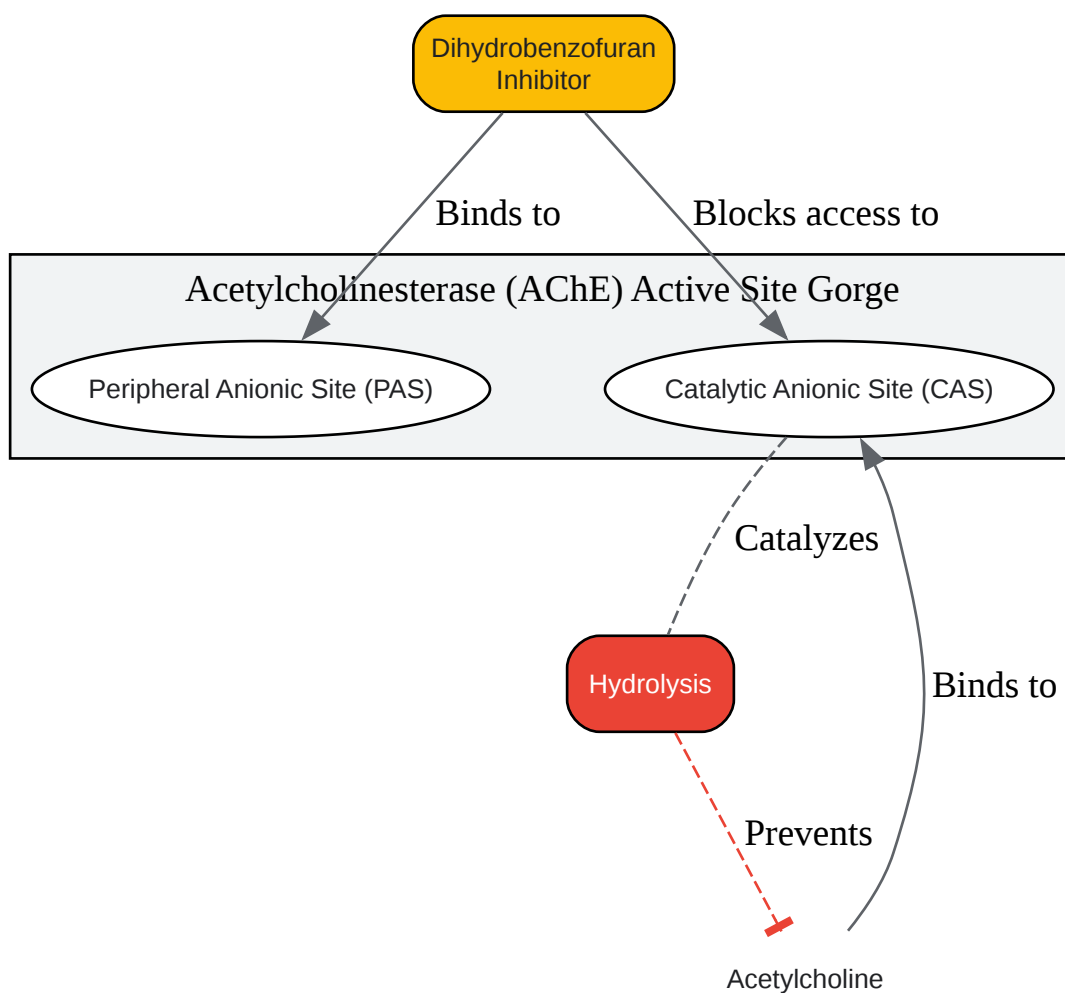 Dihydrobenzofuran
Inhibitor
Binds to
Blocks access to
Acetylcholinesterase (AChE) Active Site Gorge
Peripheral Anionic Site (PAS)
Catalytic Anionic Site (CAS)
Catalyzes
Hydrolysis
Binds to
Prevents
Acetylcholine